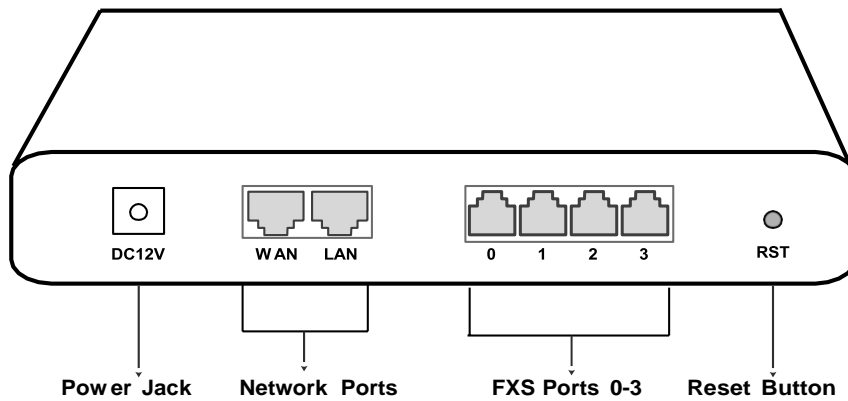 DC12V WAN LAN 0 1 2 3 RST
Power Jack Network Ports FXS Ports 0-3 Reset Button